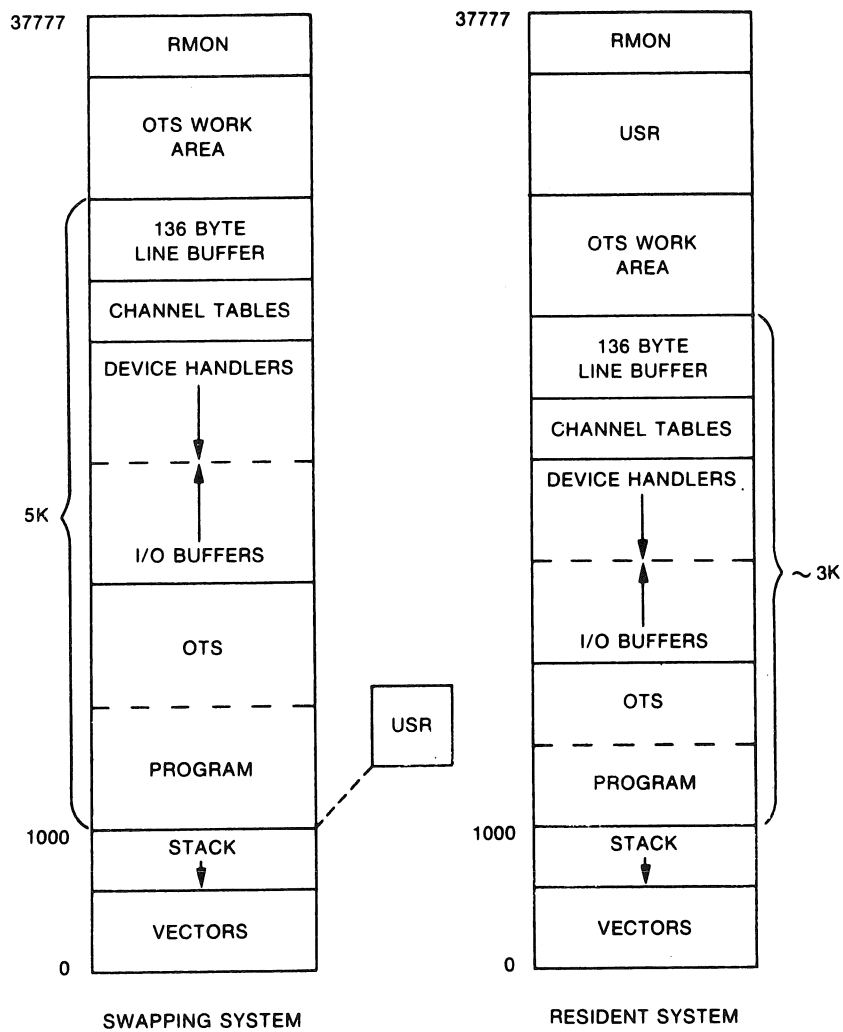 37777
RMON
OTS WORK
AREA
136 BYTE
LINE BUFFER
CHANNEL TABLES
DEVICE HANDLERS
5K
I/O BUFFERS
OTS
PROGRAM
USR
1000
STACK
VECTORS
0
SWAPPING SYSTEM
37777
RMON
USR
OTS WORK
AREA
136 BYTE
LINE BUFFER
CHANNEL TABLES
DEVICE HANDLERS
~ 3K
I/O BUFFERS
OTS
PROGRAM
1000
STACK
VECTORS
0
RESIDENT SYSTEM